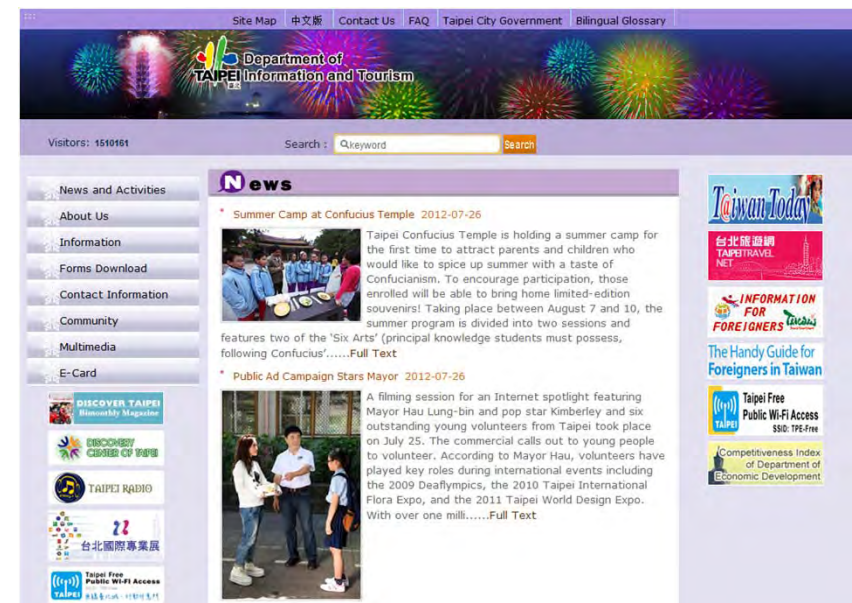 Site Map 中文版 Contact Us FAQ Taipei City Government Bilingual Glossary
Department of
TAIPEI Information and Tourism
Visitors: 1510161
Search : keyword Search
News and Activities
About Us
Information
Forms Download
Contact Information
Community
Multimedia
E-Card
DISCOVER TAIPEI
Bimonthly Magazine
DISCOVERY
CENTER OF TAIPEI
TAIPEI RADIO
台北國際專業展
Taipei Free
Public Wi-Fi Access
TAIPEI
News
Summer Camp at Confucius Temple 2012-07-26
Taipei Confucius Temple is holding a summer camp for
the first time to attract parents and children who
would like to spice up summer with a taste of
Confucianism. To encourage participation, those
enrolled will be able to bring home limited-edition
souvenirs! Taking place between August 7 and 10, the
summer program is divided into two sessions and
features two of the 'Six Arts' (principal knowledge students must possess,
following Confucius'......Full Text
Public Ad Campaign Stars Mayor 2012-07-26
A filming session for an Internet spotlight featuring
Mayor Hau Lung-bin and pop star Kimberley and six
outstanding young volunteers from Taipei took place
on July 25. The commercial calls out to young people
to volunteer. According to Mayor Hau, volunteers have
played key roles during international events including
the 2009 Deaflympics, the 2010 Taipei International
Flora Expo, and the 2011 Taipei World Design Expo.
With over one milli......Full Text
T@iwan Today
台北旅遊網
TAIPEITRAVEL
NET
INFORMATION
FOR
FOREIGNERS Taiwan
The Handy Guide for
Foreigners in Taiwan
Taipei Free
Public Wi-Fi Access
TAIPEI SSID: TPE-Free
Competitiveness Index
of Department of
Economic Development